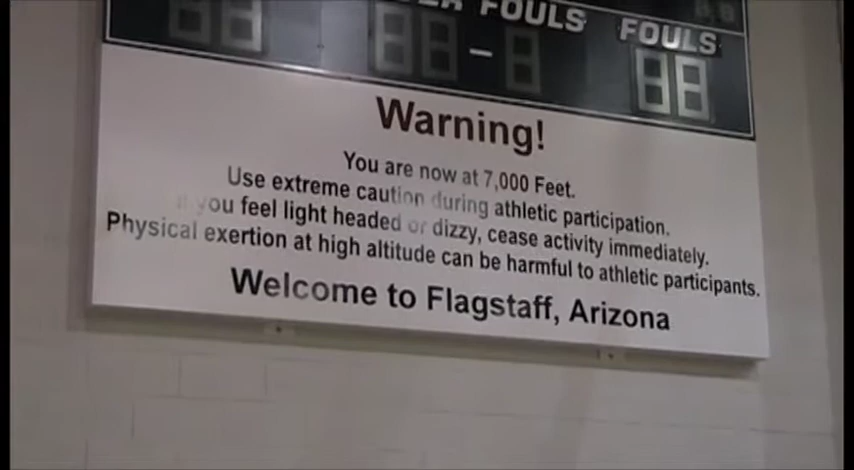 FOULS FOULS
Warning!
You are now at 7,000 Feet.
Use extreme caution during athletic participation.
you feel light headed or dizzy, cease activity immediately.
Physical exertion at high altitude can be harmful to athletic participants.
Welcome to Flagstaff, Arizona